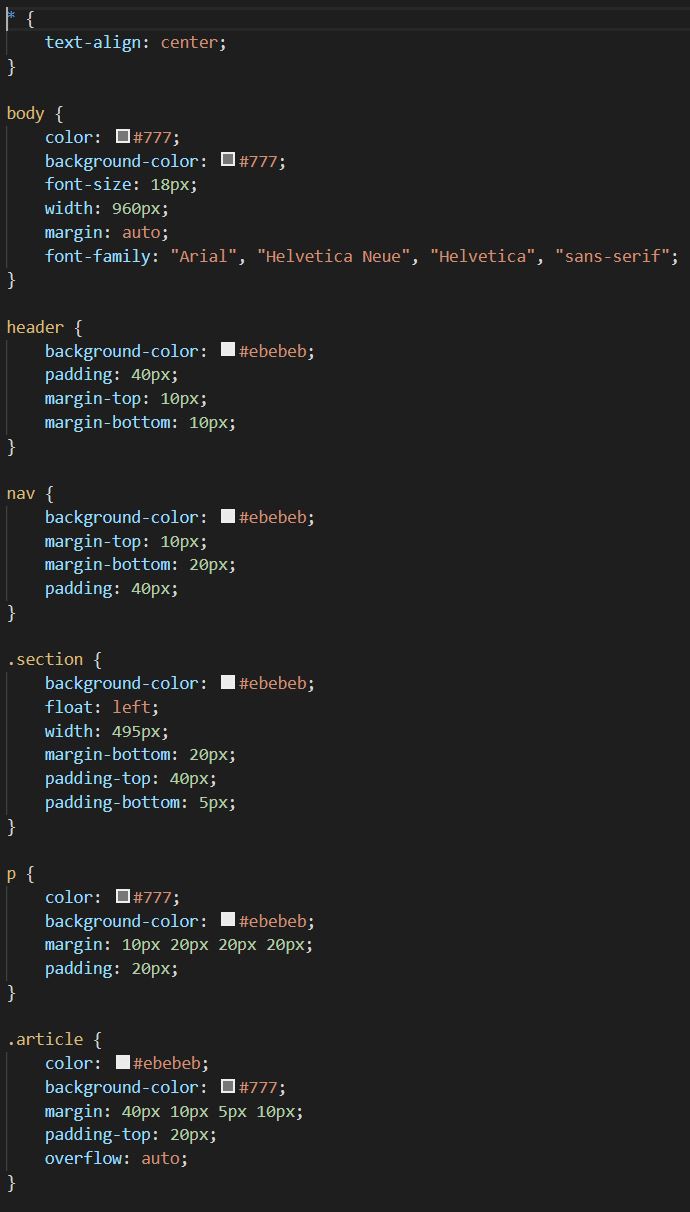 * {
    text-align: center;
}

body {
    color: #777;
    background-color: #777;
    font-size: 18px;
    width: 960px;
    margin: auto;
    font-family: "Arial", "Helvetica Neue", "Helvetica", "sans-serif";
}

header {
    background-color: #ebebeb;
    padding: 40px;
    margin-top: 10px;
    margin-bottom: 10px;
}

nav {
    background-color: #ebebeb;
    margin-top: 10px;
    margin-bottom: 20px;
    padding: 40px;
}

.section {
    background-color: #ebebeb;
    float: left;
    width: 495px;
    margin-bottom: 20px;
    padding-top: 40px;
    padding-bottom: 5px;
}

p {
    color: #777;
    background-color: #ebebeb;
    margin: 10px 20px 20px 20px;
    padding: 20px;
}

.article {
    color: #ebebeb;
    background-color: #777;
    margin: 40px 10px 5px 10px;
    padding-top: 20px;
    overflow: auto;
}